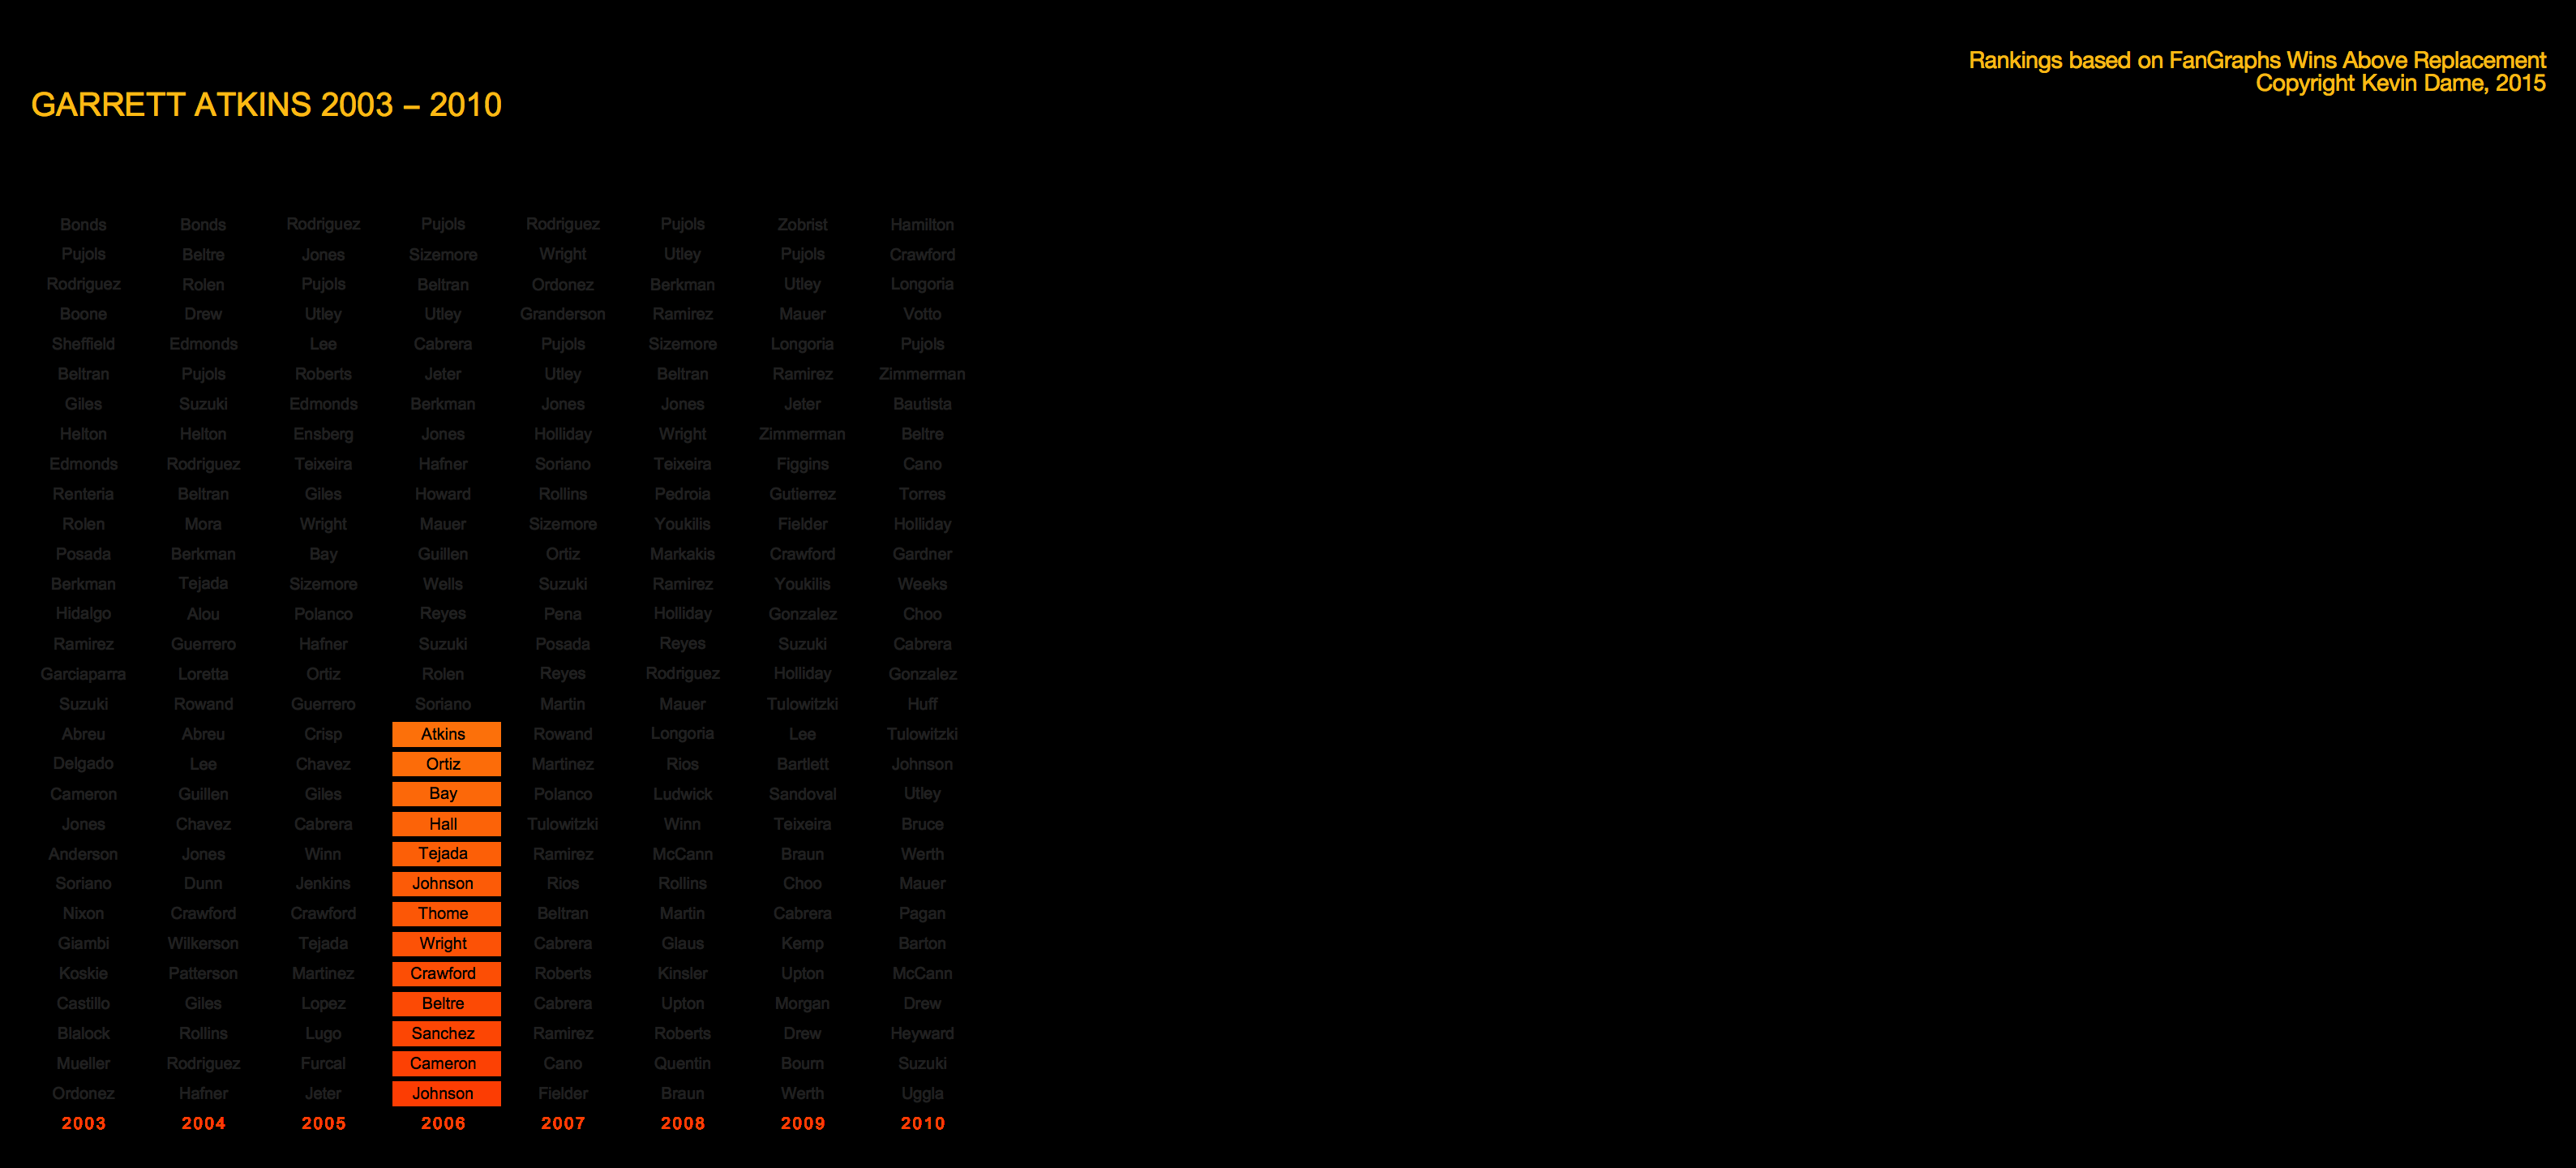 Rankings based on FanGraphs Wins Above Replacement
Copyright Kevin Dame, 2015
GARRETT ATKINS 2003 – 2010
Bonds Bonds Rodriguez Pujols Rodriguez Pujols Zobrist Hamilton
Pujols Beltre Jones Sizemore Wright Utley Pujols Crawford
Rodriguez Rolen Pujols Beltran Ordonez Berkman Utley Longoria
Boone Drew Utley Utley Granderson Ramirez Mauer Votto
Sheffield Edmonds Lee Cabrera Pujols Sizemore Longoria Pujols
Beltran Pujols Roberts Jeter Utley Beltran Ramirez Zimmerman
Giles Suzuki Edmonds Berkman Jones Jones Jeter Bautista
Helton Helton Ensberg Jones Holliday Wright Zimmerman Beltre
Edmonds Rodriguez Teixeira Hafner Soriano Teixeira Figgins Cano
Renteria Beltran Giles Howard Rollins Pedroia Gutierrez Torres
Rolen Mora Wright Mauer Sizemore Youkilis Fielder Holliday
Posada Berkman Bay Guillen Ortiz Markakis Crawford Gardner
Berkman Tejada Sizemore Wells Suzuki Ramirez Youkilis Weeks
Hidalgo Alou Polanco Reyes Pena Holliday Gonzalez Choo
Ramirez Guerrero Hafner Suzuki Posada Reyes Suzuki Cabrera
Garciaparra Loretta Ortiz Rolen Reyes Rodriguez Holliday Gonzalez
Suzuki Rowand Guerrero Soriano Martin Mauer Tulowitzki Huff
Abreu Abreu Crisp Atkins Rowand Longoria Lee Tulowitzki
Delgado Lee Chavez Ortiz Martinez Rios Bartlett Johnson
Cameron Guillen Giles Bay Polanco Ludwick Sandoval Utley
Jones Chavez Cabrera Hall Tulowitzki Winn Teixeira Bruce
Anderson Jones Winn Tejada Ramirez McCann Braun Werth
Soriano Dunn Jenkins Johnson Rios Rollins Choo Mauer
Nixon Crawford Crawford Thome Beltran Martin Cabrera Pagan
Giambi Wilkerson Tejada Wright Cabrera Glaus Kemp Barton
Koskie Patterson Martinez Crawford Roberts Kinsler Upton McCann
Castillo Giles Lopez Beltre Cabrera Upton Morgan Drew
Blalock Rollins Lugo Sanchez Ramirez Roberts Drew Heyward
Mueller Rodriguez Furcal Cameron Cano Quentin Bourn Suzuki
Ordonez Hafner Jeter Johnson Fielder Braun Werth Uggla
2003 2004 2005 2006 2007 2008 2009 2010